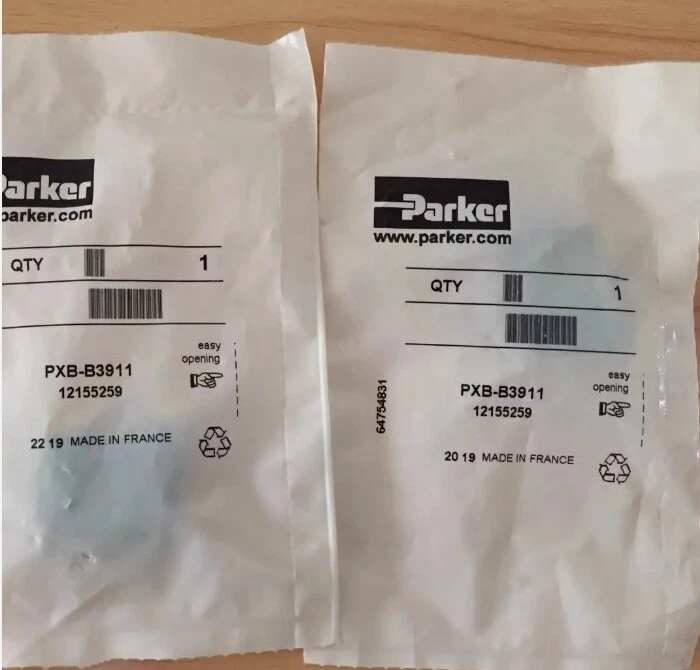 Parker
parker.com
QTY 1
easy
opening
PXB-B3911
12155259
22 19 MADE IN FRANCE
Parker
www.parker.com
QTY 1
easy
opening
PXB-B3911
12155259
64754831
20 19 MADE IN FRANCE